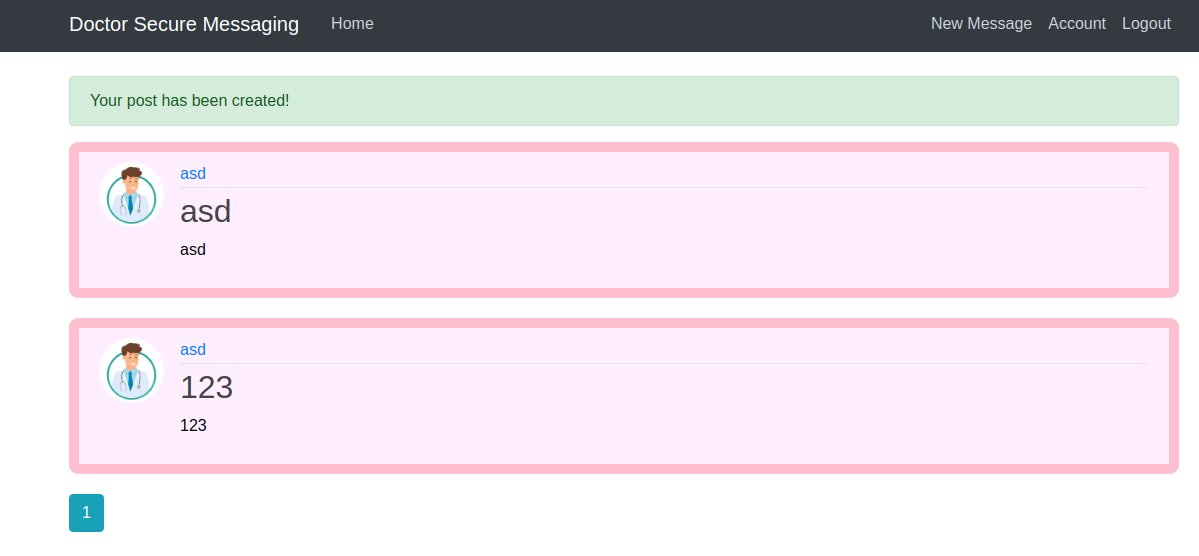 Doctor Secure Messaging Home New Message Account Logout
Your post has been created!
asd
asd
asd
asd
123
123
1